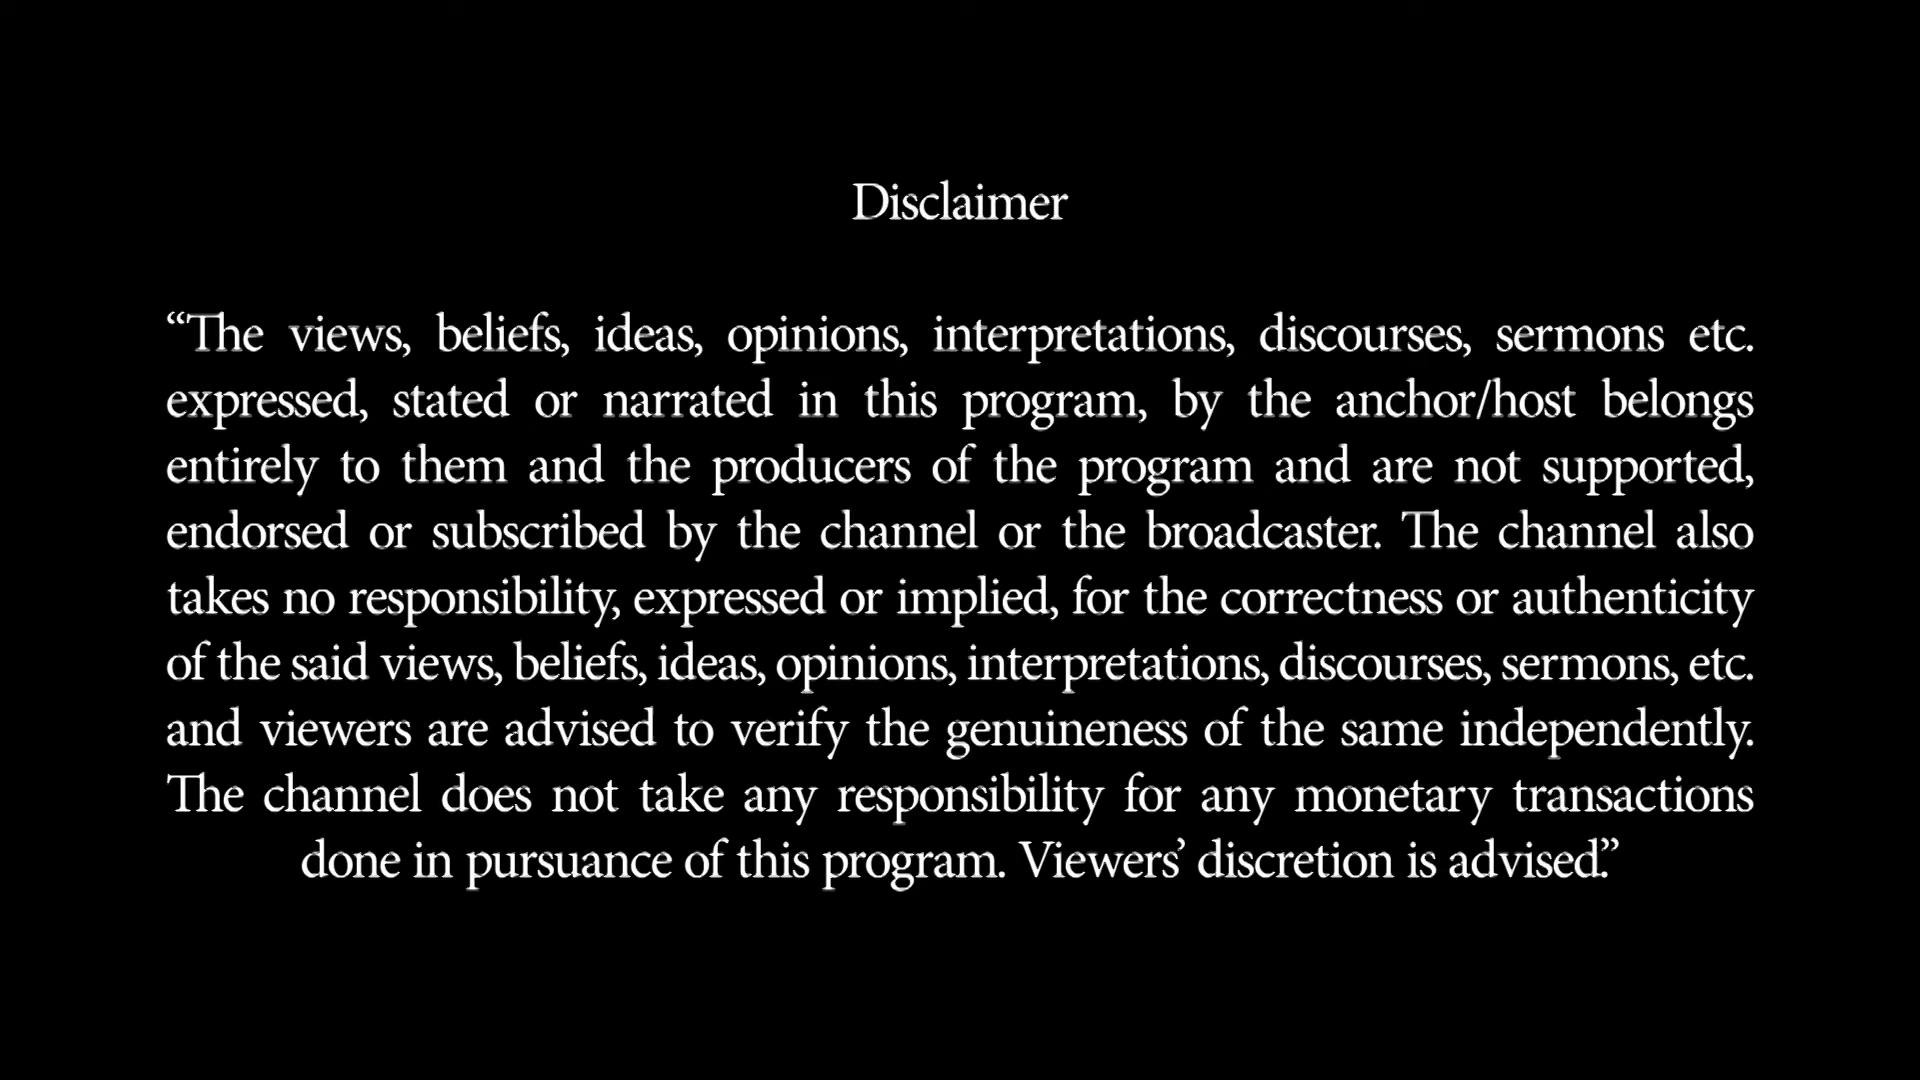 Disclaimer
“The views, beliefs, ideas, opinions, interpretations, discourses, sermons etc.
expressed, stated or narrated in this program, by the anchor/host belongs
entirely to them and the producers of the program and are not supported,
endorsed or subscribed by the channel or the broadcaster. The channel also
takes no responsibility, expressed or implied, for the correctness or authenticity
of the said views, beliefs, ideas, opinions, interpretations, discourses, sermons, etc.
and viewers are advised to verify the genuineness of the same independently.
The channel does not take any responsibility for any monetary transactions
done in pursuance of this program. Viewers’ discretion is advised.”